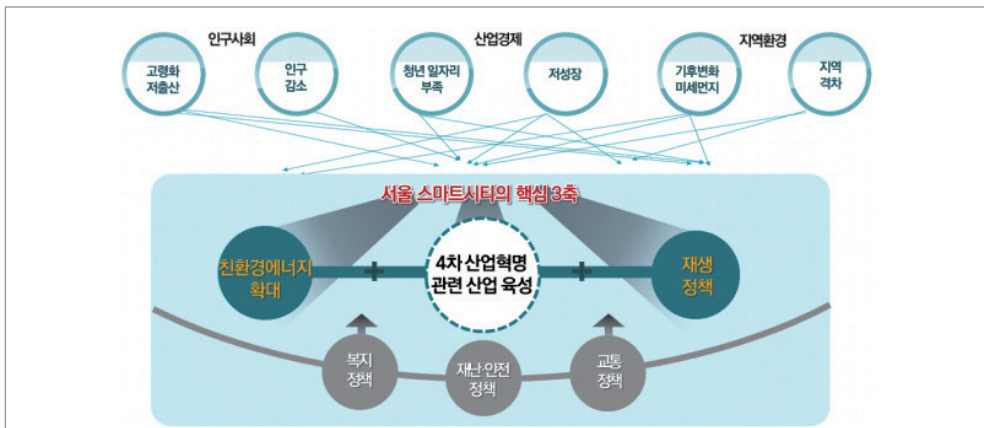 인구사회
산업경제
지역환경
고령화
저출산
인구
감소
청년 일자리
부족
저성장
기후변화
미세먼지
지역
격차
서울 스마트시티의 핵심 3축
친환경에너지
확대
+
4차 산업혁명
관련 산업 육성
+
재생
정책
복지
정책
재난·안전
정책
교통
정책